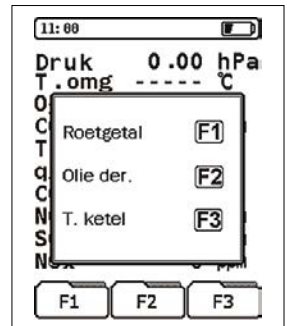 11:00
Druk 0.00 hPa
T.omg ----- °C
Roetgetal F1
Olie der. F2
T. ketel F3
F1 F2 F3